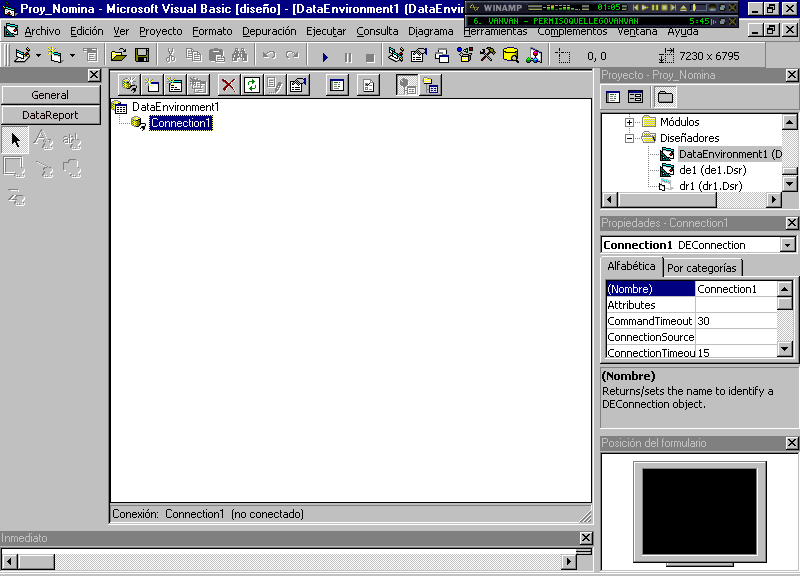 Proy_Nomina - Microsoft Visual Basic [diseño] - [DataEnvironment1 (DataEnvir
WINAMP 01:05
6. VANVAN - PERMISOQUELLEGOVANVAN 5:45
Archivo Edición Ver Proyecto Formato Depuración Ejecutar Consulta Diagrama Herramientas Complementos Ventana Ayuda
0, 0 7230 x 6795
General
DataReport
DataEnvironment1
Connection1
Conexión: Connection1 (no conectado)
Inmediato
Proyecto - Proy_Nomina
Módulos
Diseñadores
DataEnvironment1 (D
de1 (de1.Dsr)
dr1 (dr1.Dsr)
Propiedades - Connection1
Connection1 DEConnection
Alfabética Por categorías
(Nombre) Connection1
Attributes
CommandTimeout 30
ConnectionSource
ConnectionTimeou 15
(Nombre)
Returns/sets the name to identify a
DEConnection object.
Posición del formulario